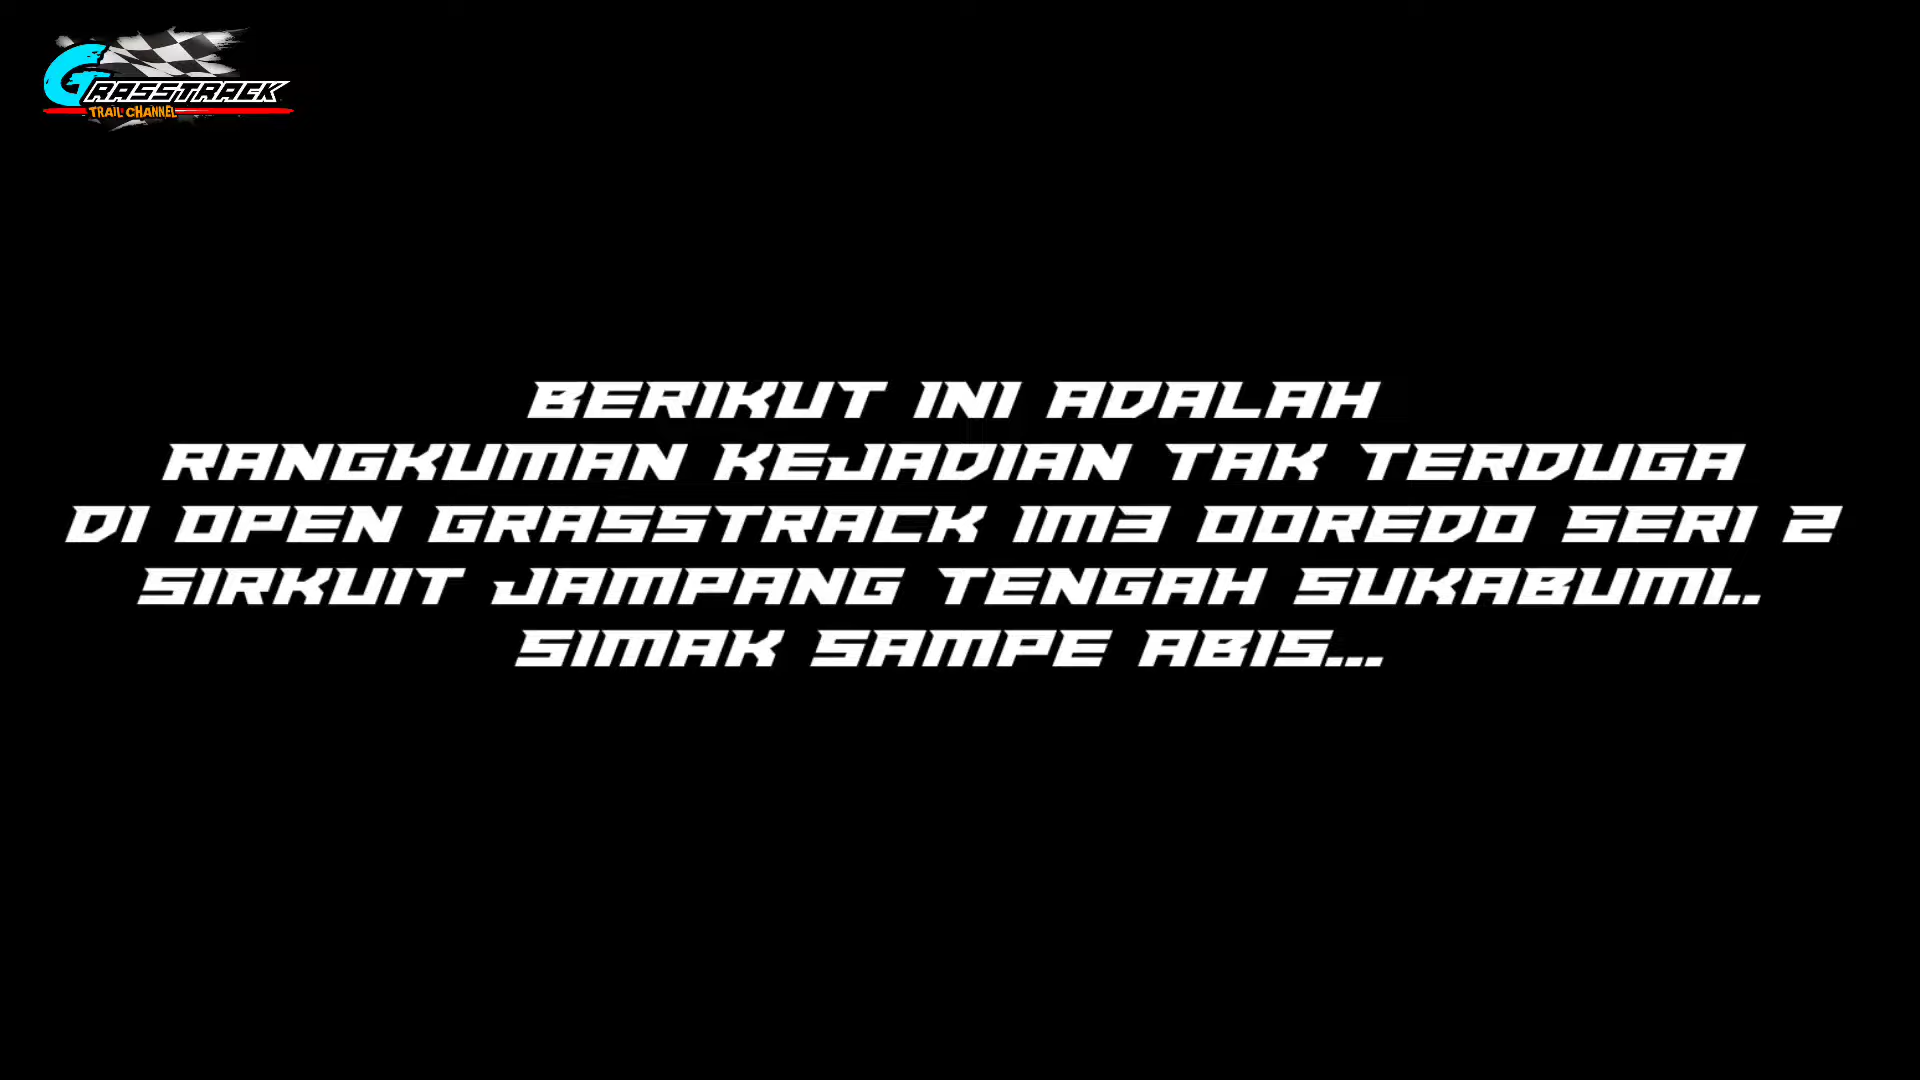 GRASSTRACK
TRAIL CHANNEL
BERIKUT INI ADALAH
RANGKUMAN KEJADIAN TAK TERDUGA
DI OPEN GRASSTRACK IM3 OOREDO SERI 2
SIRKUIT JAMPANG TENGAH SUKABUMI..
SIMAK SAMPE ABIS...